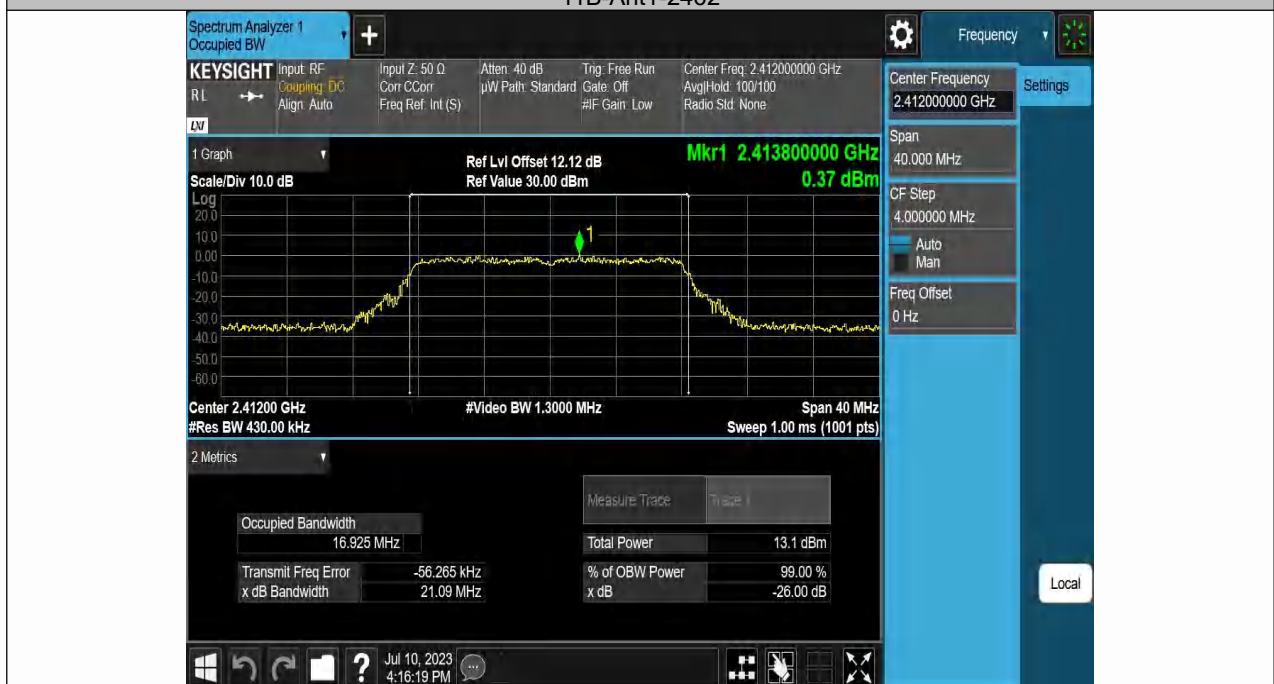 11B-Ant1-2462
Spectrum Analyzer 1
Occupied BW
+
Frequency
KEYSIGHT
RL
LXI
Input: RF
Coupling: DC
Align: Auto
Input Z: 50 Ω
Corr CCorr
Freq Ref: Int (S)
Atten: 40 dB
µW Path: Standard
Trig: Free Run
Gate: Off
#IF Gain: Low
Center Freq: 2.412000000 GHz
Avg|Hold: 100/100
Radio Std: None
Center Frequency
2.412000000 GHz
Settings
Span
40.000 MHz
CF Step
4.000000 MHz
Auto
Man
Freq Offset
0 Hz
Local
1 Graph
Scale/Div 10.0 dB
Ref Lvl Offset 12.12 dB
Ref Value 30.00 dBm
Mkr1 2.413800000 GHz
0.37 dBm
Log
20.0
10.0
0.00
-10.0
-20.0
-30.0
-40.0
-50.0
-60.0
1
Center 2.41200 GHz
#Video BW 1.3000 MHz
Span 40 MHz
#Res BW 430.00 kHz
Sweep 1.00 ms (1001 pts)
2 Metrics
Measure Trace Trace 1
Occupied Bandwidth
16.925 MHz
Total Power 13.1 dBm
Transmit Freq Error -56.265 kHz
% of OBW Power 99.00 %
x dB Bandwidth 21.09 MHz
x dB -26.00 dB
?
Jul 10, 2023
4:16:19 PM